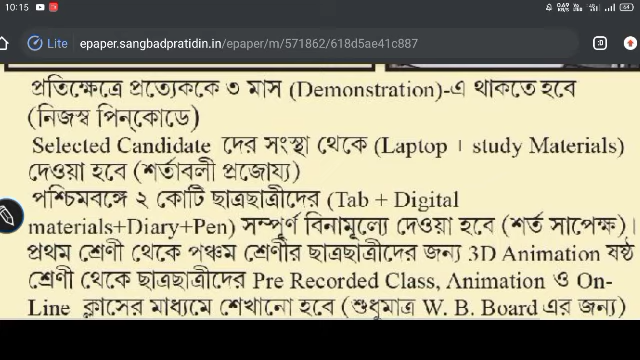 10:15
Lite epaper.sangbadpratidin.in/epaper/m/571862/618d5ae41c887
প্রতিক্ষেত্রে প্রত্যেককে ৩ মাস (Demonstration)-এ থাকতে হবে
(নিজস্ব পিন্‌কোডে)
Selected Candidate দের সংস্থা থেকে (Laptop । study Materials)
দেওয়া হবে (শর্তাবলী প্রজোয্য)
পশ্চিমবঙ্গে ২ কোটি ছাত্রছাত্রীদের (Tab + Digital
materials+Diary+Pen) সম্পূর্ণ বিনামূল্যে দেওয়া হবে (শর্ত সাপেক্ষ)।
প্রথম শ্রেণী থেকে পঞ্চম শ্রেণীর ছাত্রছাত্রীদের জন্য 3D Animation ষষ্ঠ
শ্রেণী থেকে ছাত্রছাত্রীদের Pre Recorded Class, Animation ও On-
Line ক্লাসের মাধ্যমে শেখানো হবে (শুধুমাত্র W. B. Board এর জন্য)